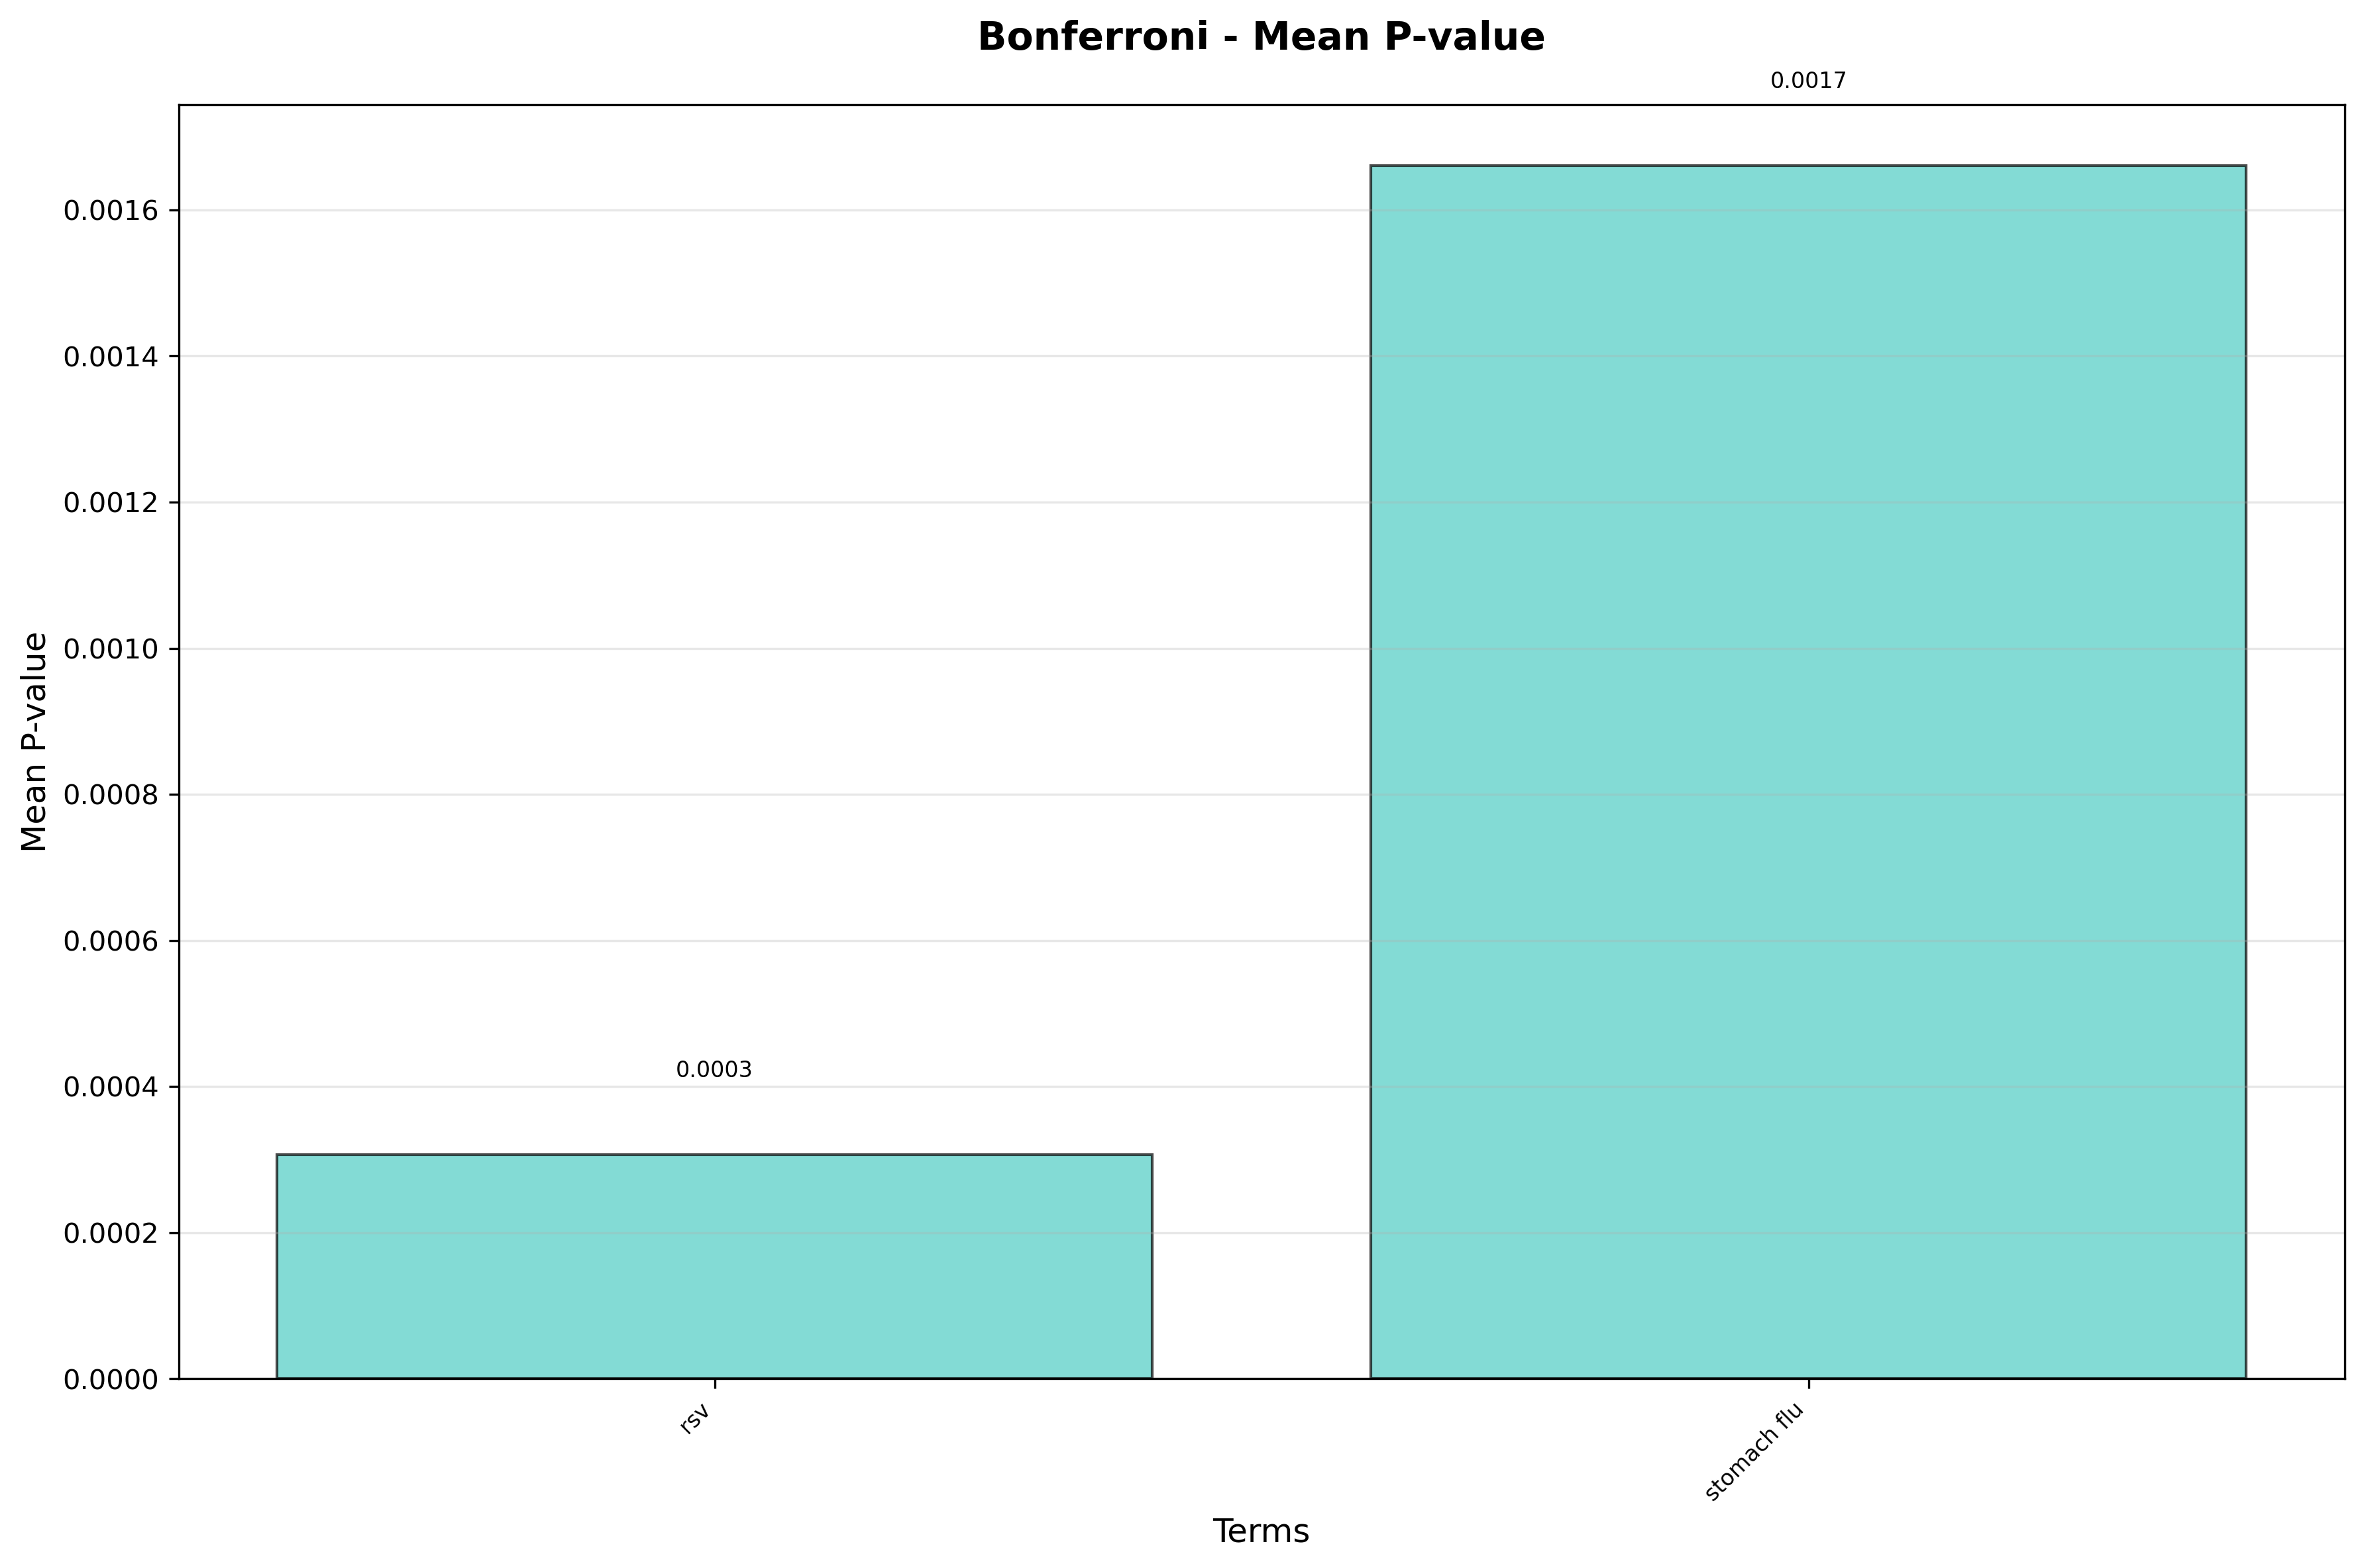 Bonferroni - Mean P-value
0.0017
0.0016
0.0014
0.0012
0.0010
0.0008
0.0006
0.0004
0.0002
0.0000
Mean P-value
0.0003
rsv
stomach flu
Terms